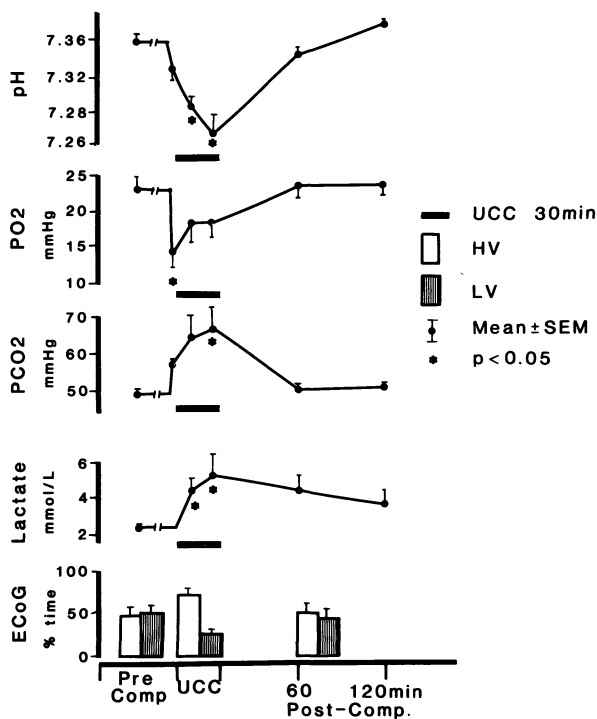 pH
7.36
7.32
7.28
7.26
PO2
mmHg
25
20
15
10
PCO2
mmHg
70
60
50
Lactate
mmol/L
6
4
2
ECoG
% time
100
50
0
Pre
Comp
UCC
60
120min
Post-Comp.
UCC 30min
HV
LV
Mean±SEM
* p<0.05